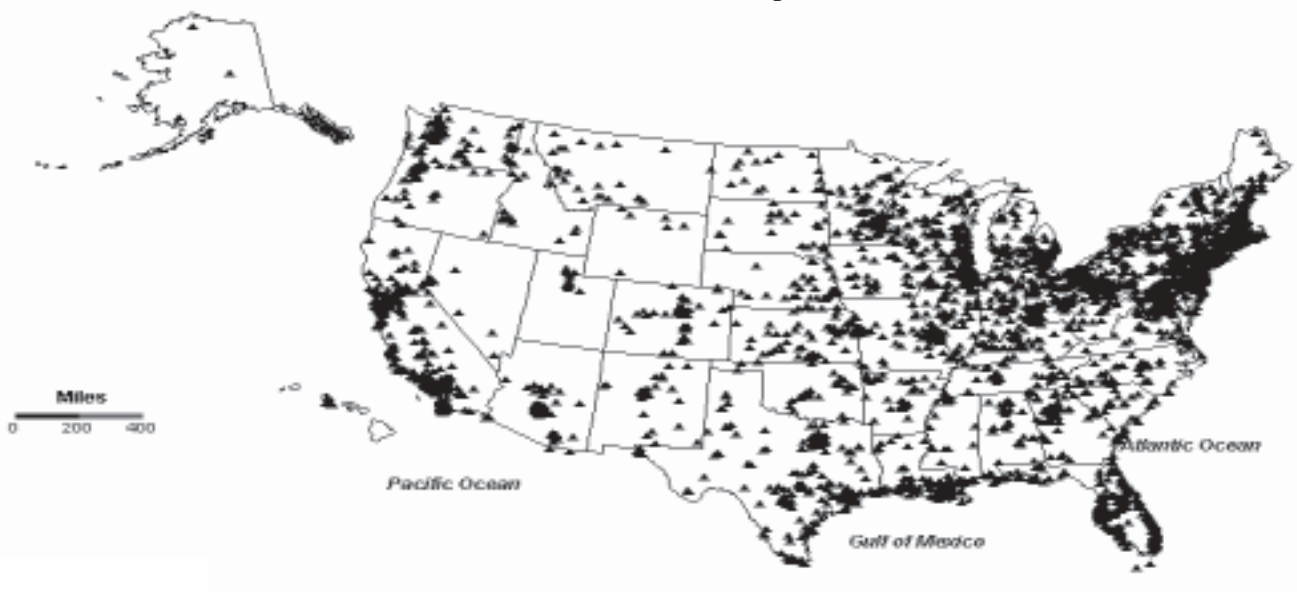 Miles
0 200 400
Atlantic Ocean
Pacific Ocean
Gulf of Mexico